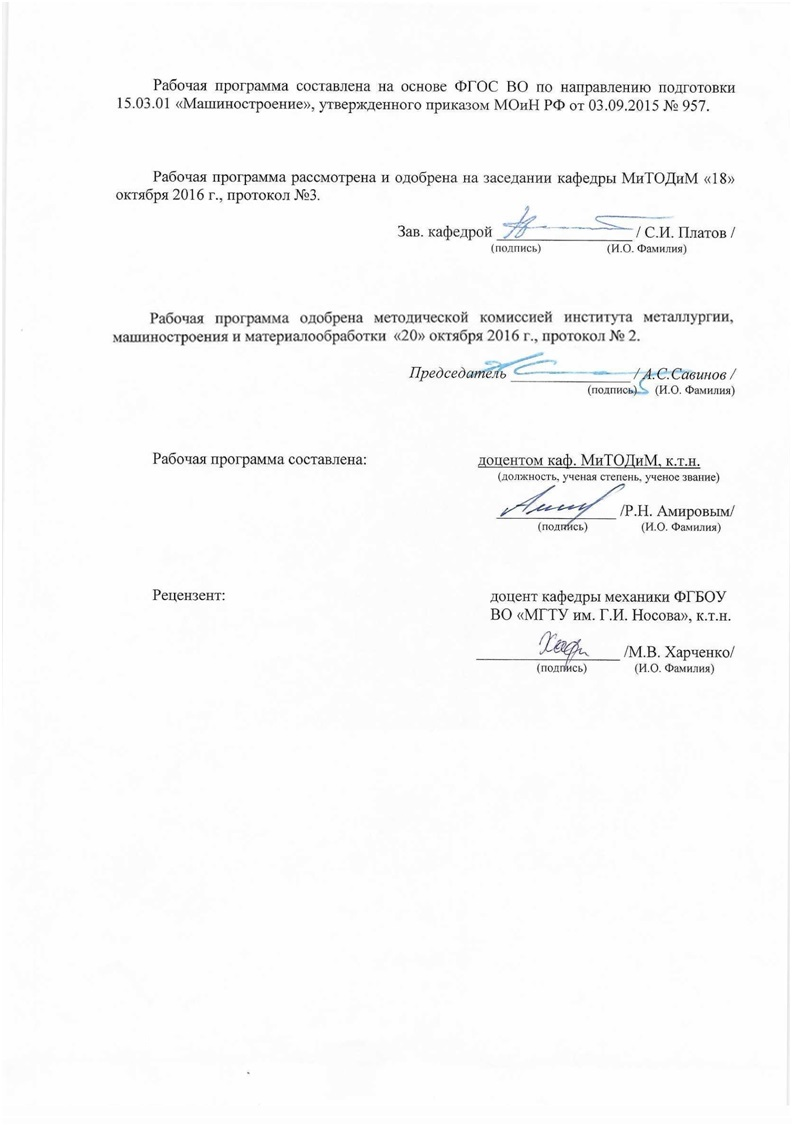 Рабочая программа составлена на основе ФГОС ВО по направлению подготовки
15.03.01 «Машиностроение», утвержденного приказом МОиН РФ от 03.09.2015 № 957.
Рабочая программа рассмотрена и одобрена на заседании кафедры МиТОДиМ «18»
октября 2016 г., протокол №3.
Зав. кафедрой _________________ / С.И. Платов /
(подпись) (И.О. Фамилия)
Рабочая программа одобрена методической комиссией института металлургии,
машиностроения и материалообработки «20» октября 2016 г., протокол № 2.
Председатель _______________ / А.С.Савинов /
(подпись) (И.О. Фамилия)
Рабочая программа составлена: доцентом каф. МиТОДиМ, к.т.н.
(должность, ученая степень, ученое звание)
_______________ /Р.Н. Амировым/
(подпись) (И.О. Фамилия)
Рецензент: доцент кафедры механики ФГБОУ
ВО «МГТУ им. Г.И. Носова», к.т.н.
__________________ /М.В. Харченко/
(подпись) (И.О. Фамилия)